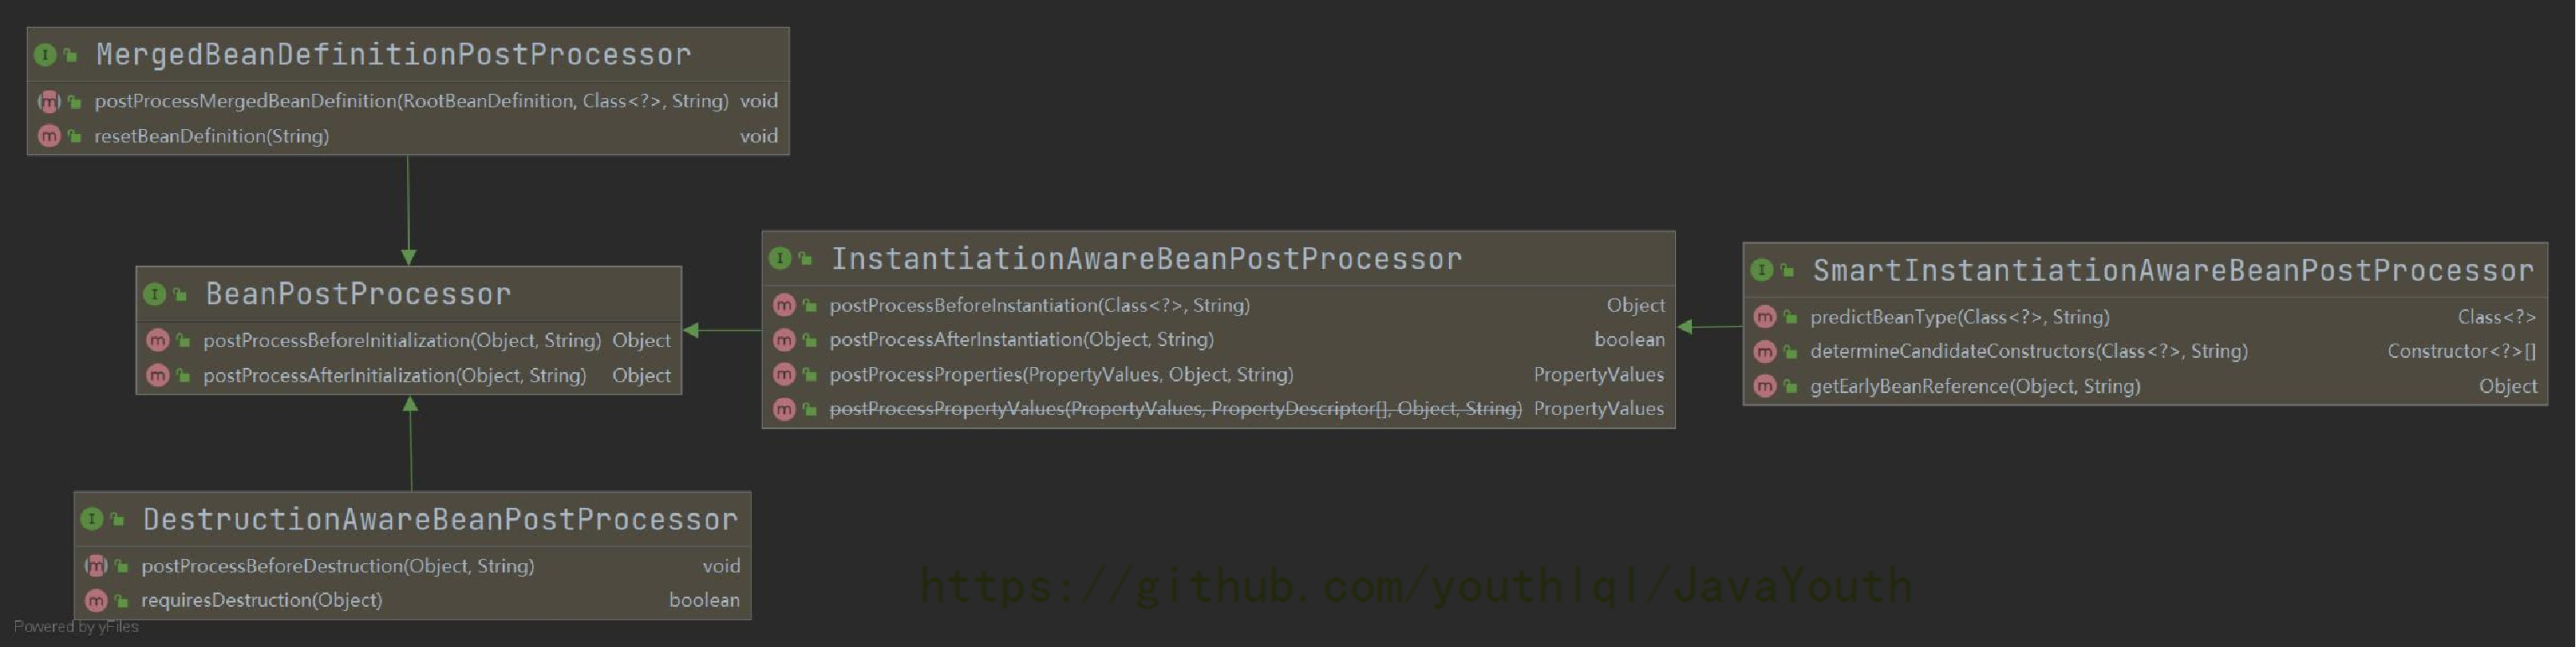 MergedBeanDefinitionPostProcessor
postProcessMergedBeanDefinition(RootBeanDefinition, Class<?>, String) void
resetBeanDefinition(String) void
BeanPostProcessor
postProcessBeforeInitialization(Object, String) Object
postProcessAfterInitialization(Object, String) Object
InstantiationAwareBeanPostProcessor
postProcessBeforeInstantiation(Class<?>, String) Object
postProcessAfterInstantiation(Object, String) boolean
postProcessProperties(PropertyValues, Object, String) PropertyValues
postProcessPropertyValues(PropertyValues, PropertyDescriptor[], Object, String) PropertyValues
SmartInstantiationAwareBeanPostProcessor
predictBeanType(Class<?>, String) Class<?>
determineCandidateConstructors(Class<?>, String) Constructor<?>[]
getEarlyBeanReference(Object, String) Object
DestructionAwareBeanPostProcessor
postProcessBeforeDestruction(Object, String) void
requiresDestruction(Object) boolean
https://github.com/youthlql/JavaYouth
Powered by yFiles